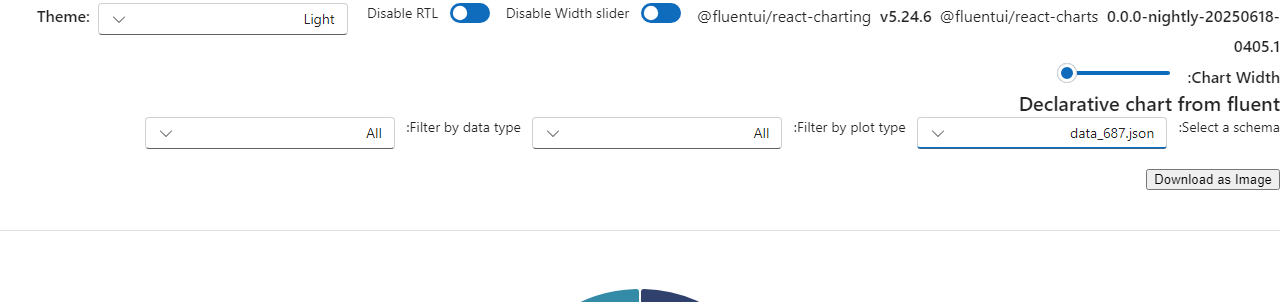 Theme: Light Disable RTL Disable Width slider @fluentui/react-charting v5.24.6 @fluentui/react-charts 0.0.0-nightly-20250618-
0405.1
:Chart Width
Declarative chart from fluent
All :Filter by data type All :Filter by plot type data_687.json :Select a schema
Download as Image